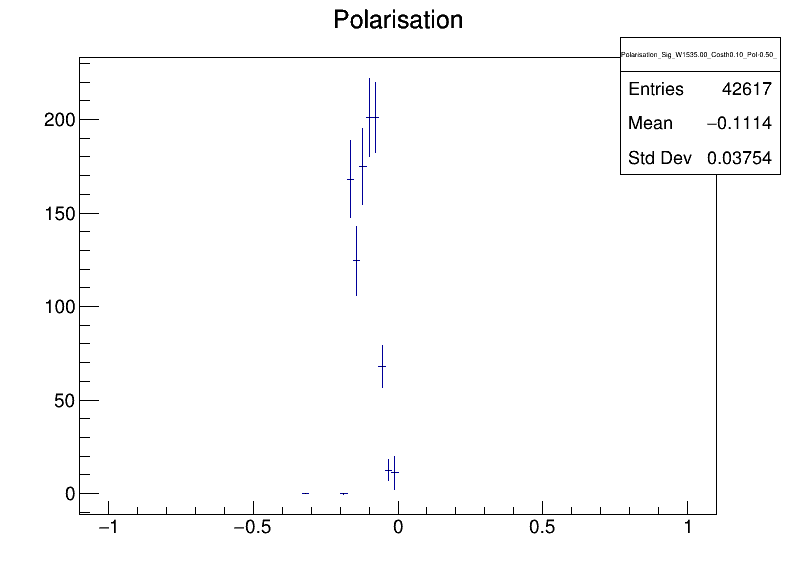 Polarisation
Polarisation_Sig_W1535.00_Costh0.10_Pol-0.50_
Entries 42617
Mean −0.1114
Std Dev 0.03754
200
150
100
50
0
−1 −0.5 0 0.5 1